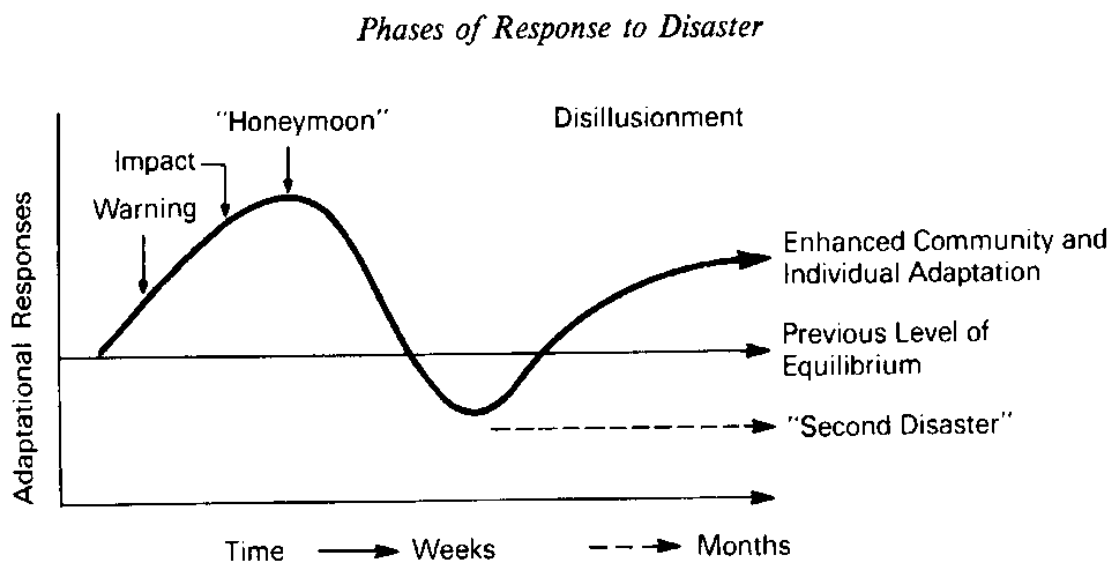 Phases of Response to Disaster
"Honeymoon"
Disillusionment
Impact
Warning
Adaptational Responses
Enhanced Community and
Individual Adaptation
Previous Level of
Equilibrium
"Second Disaster"
Time
Weeks
Months